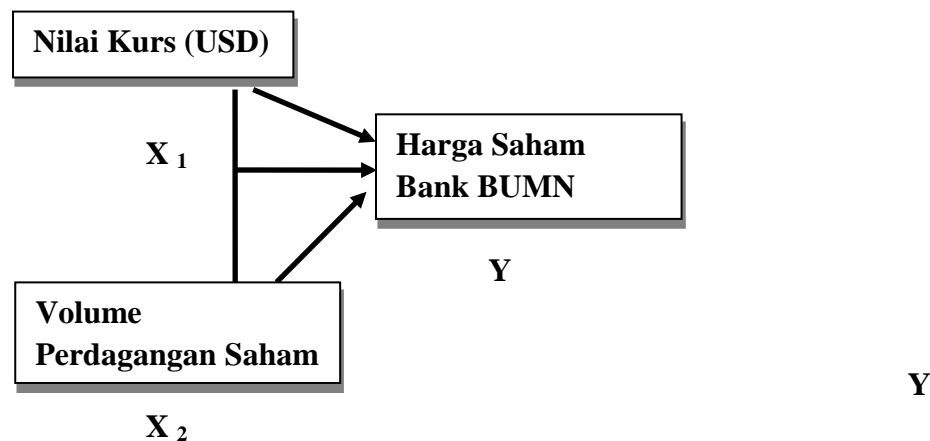 Nilai Kurs (USD)
X 1
Harga Saham
Bank BUMN
Y
Volume
Perdagangan Saham
Y
X 2